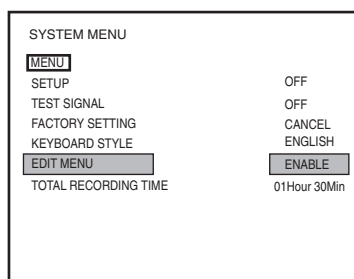 SYSTEM MENU
MENU
SETUP OFF
TEST SIGNAL OFF
FACTORY SETTING CANCEL
KEYBOARD STYLE ENGLISH
EDIT MENU ENABLE
TOTAL RECORDING TIME 01Hour 30Min